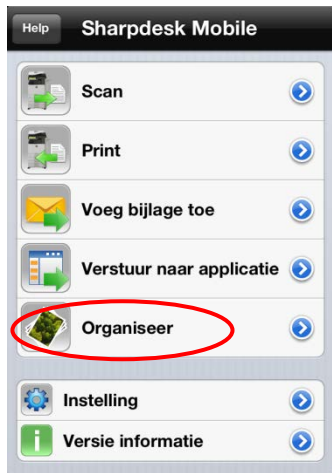 Help Sharpdesk Mobile
Scan
Print
Voeg bijlage toe
Verstuur naar applicatie
Organiseer
Instelling
Versie informatie